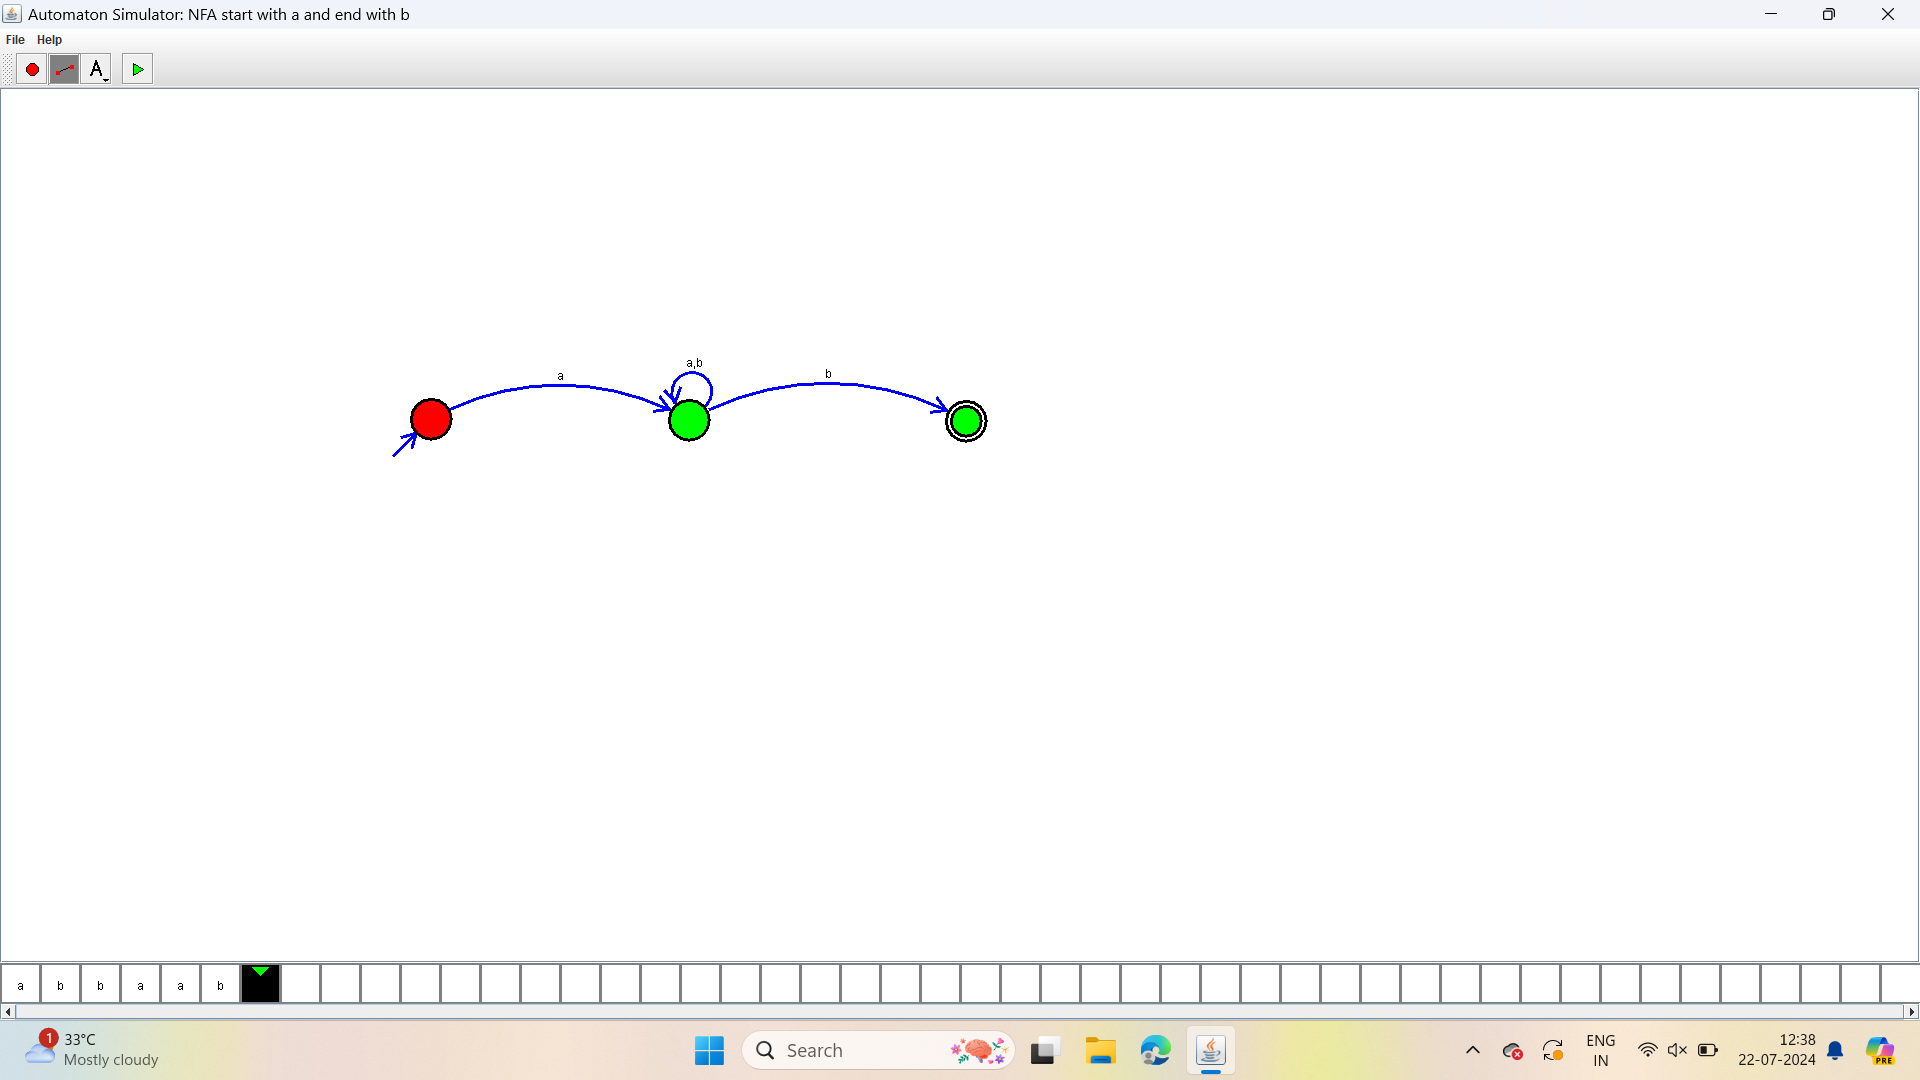 Automaton Simulator: NFA start with a and end with b
File Help
A
a
a,b
b
a b b a a b
1
33°C
Mostly cloudy
Search
ENG
IN
12:38
22-07-2024
PRE